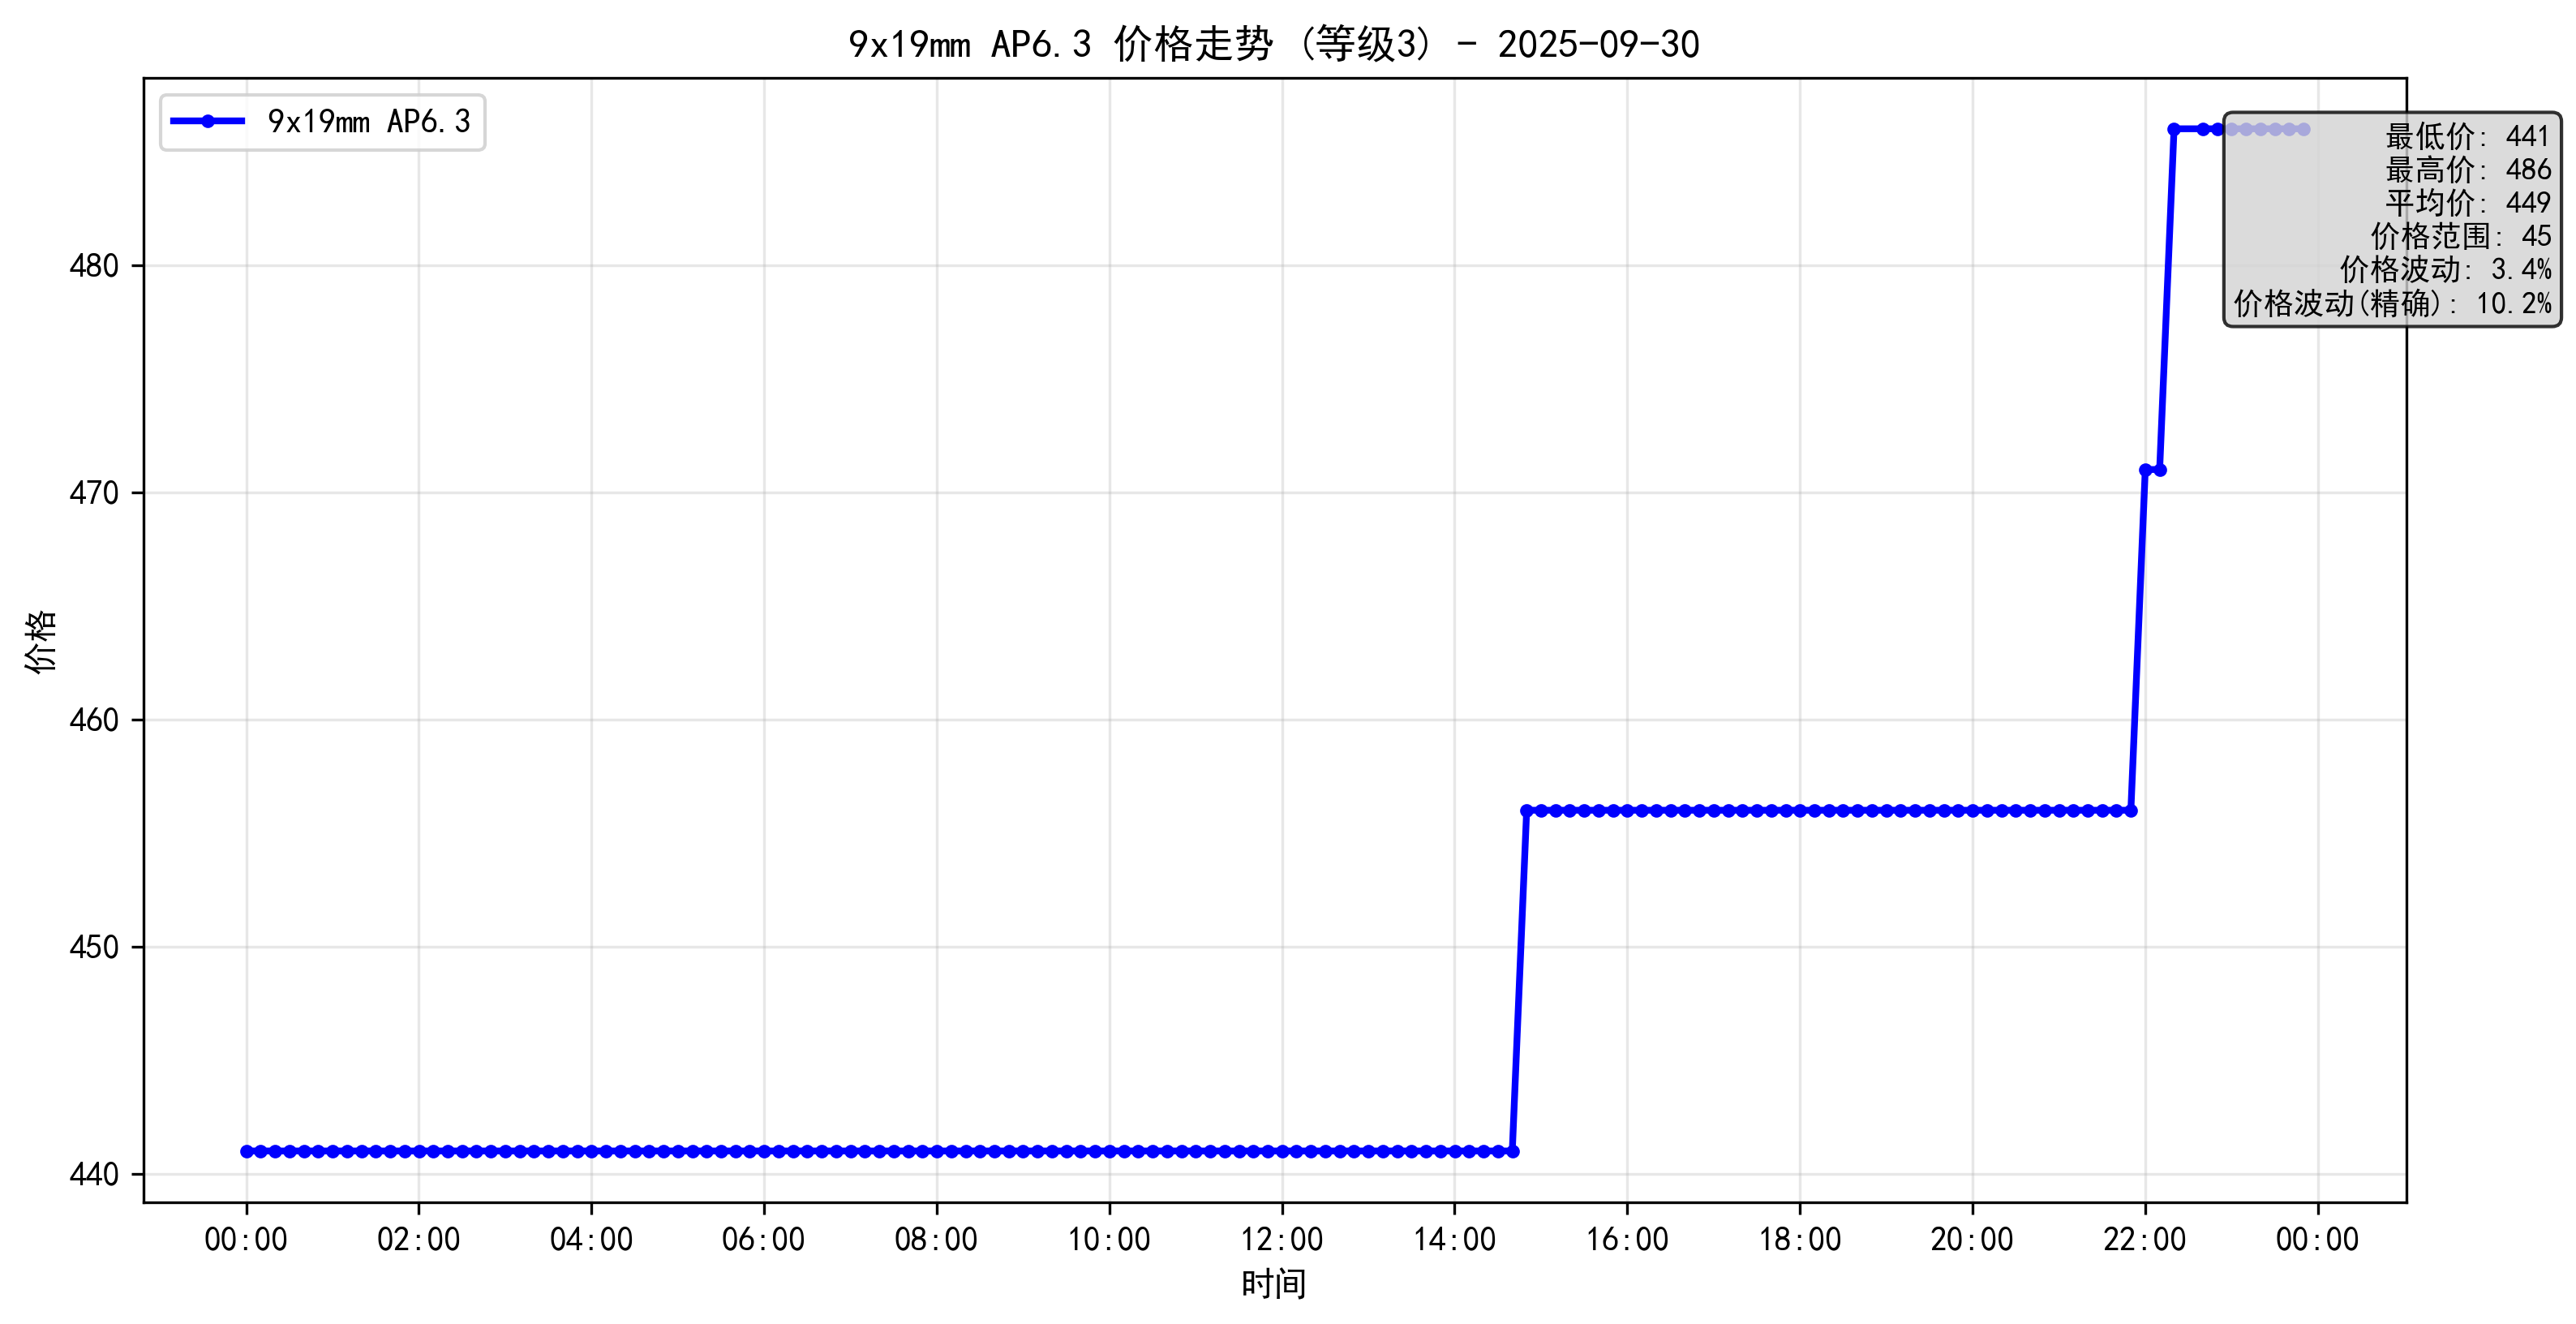 9x19mm AP6.3 价格走势 (等级3) - 2025-09-30
9x19mm AP6.3
最低价: 441
最高价: 486
平均价: 449
价格范围: 45
价格波动: 3.4%
价格波动(精确): 10.2%
480
470
460
450
440
价格
00:00 02:00 04:00 06:00 08:00 10:00 12:00 14:00 16:00 18:00 20:00 22:00 00:00
时间